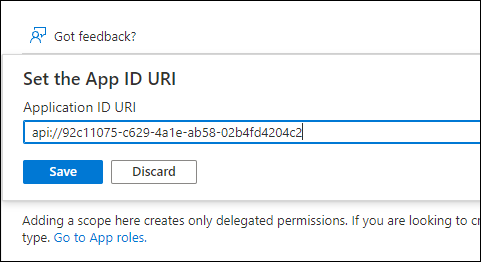 Got feedback?
Set the App ID URI
Application ID URI
api://92c11075-c629-4a1e-ab58-02b4fd4204c2
Save Discard
Adding a scope here creates only delegated permissions. If you are looking to
type. Go to App roles.